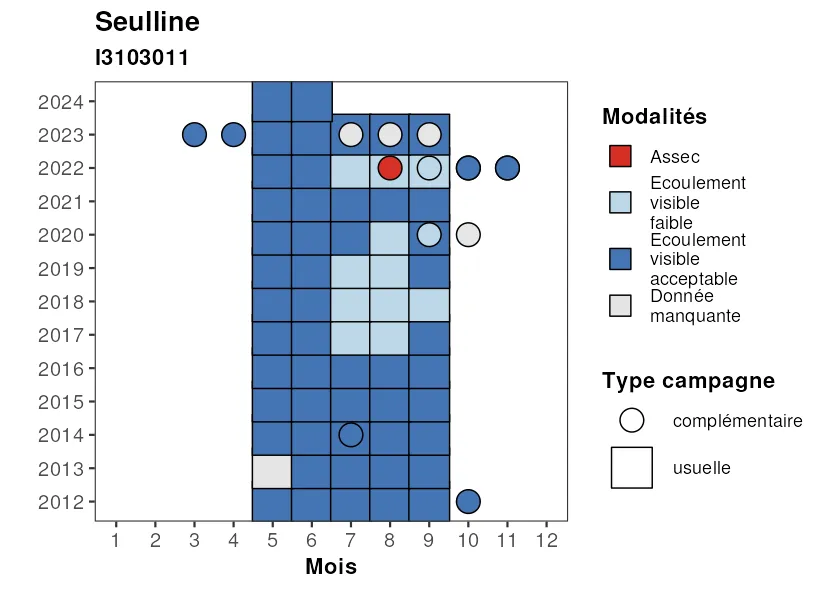 Seulline
I3103011
2024
2023
2022
2021
2020
2019
2018
2017
2016
2015
2014
2013
2012
1 2 3 4 5 6 7 8 9 10 11 12
Mois
Modalités
Assec
Ecoulement
visible
faible
Ecoulement
visible
acceptable
Donnée
manquante
Type campagne
complémentaire
usuelle